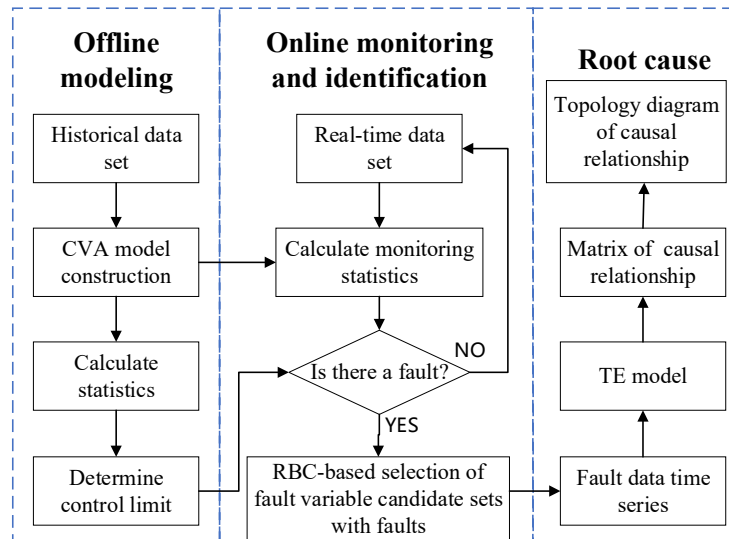 Offline
modeling
Historical data
set
CVA model
construction
Calculate
statistics
Determine
control limit
Online monitoring
and identification
Real-time data
set
Calculate monitoring
statistics
Is there a fault?
NO
YES
RBC-based selection of
fault variable candidate sets
with faults
Root cause
Topology diagram
of causal
relationship
Matrix of causal
relationship
TE model
Fault data time
series